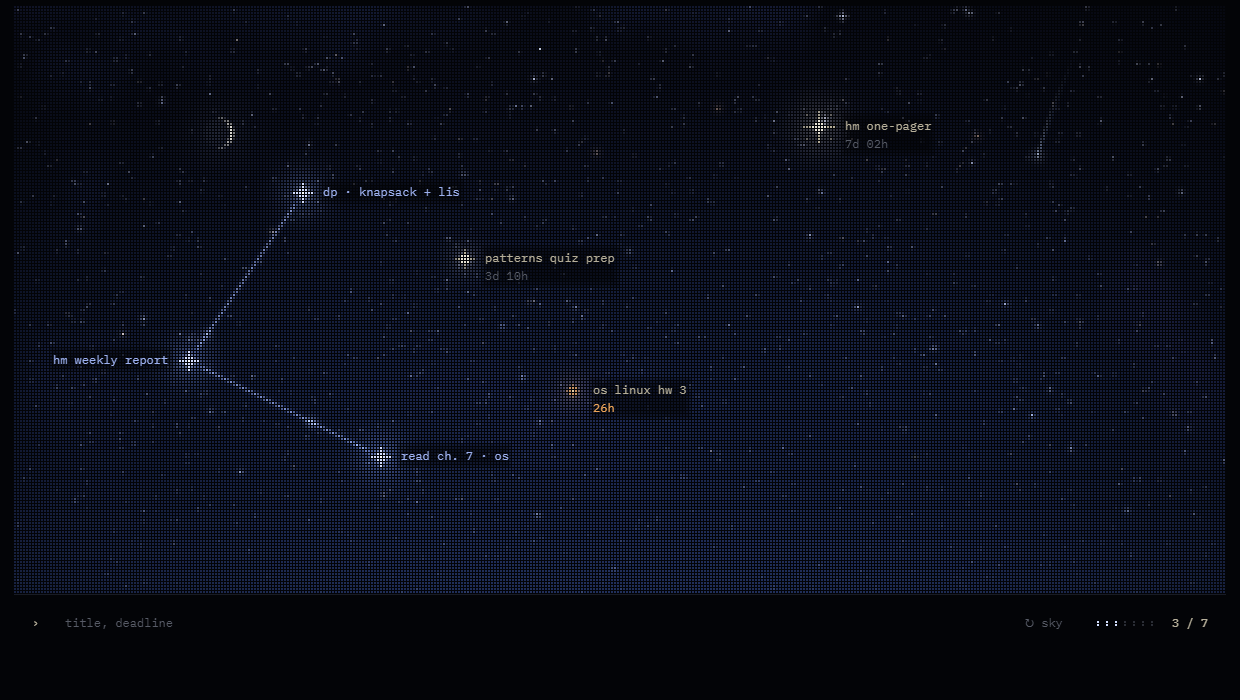 hm one-pager
7d 02h
dp · knapsack + lis
patterns quiz prep
3d 10h
hm weekly report
os linux hw 3
26h
read ch. 7 · os
› title, deadline
↻ sky
3 / 7